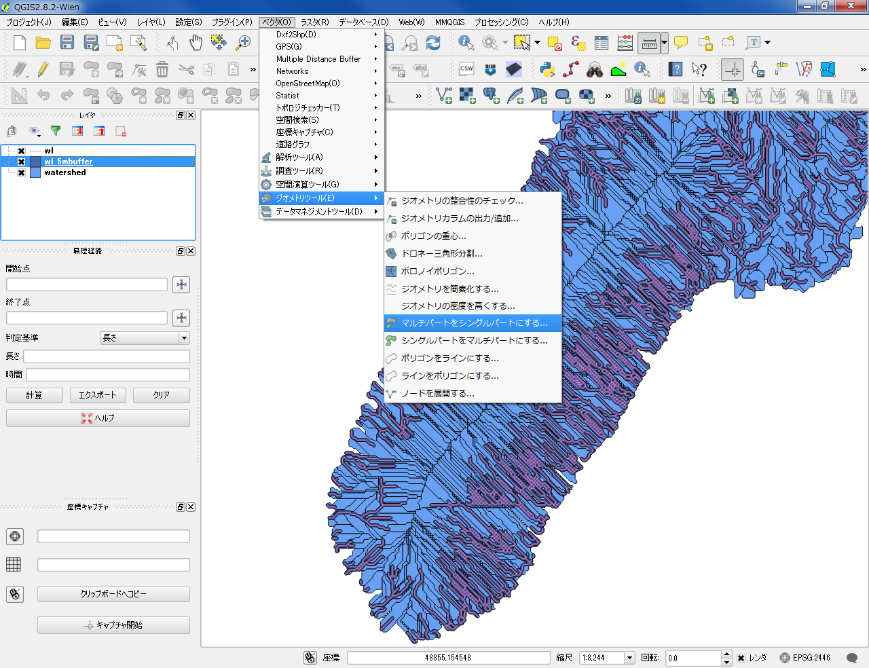 QGIS2.8.2-Wien
プロジェクト(J) 編集(E) ビュー(V) レイヤ(L) 設定(S) プラグイン(P) ベクタ(O) ラスタ(R) データベース(D) Web(W) MMQGIS プロセッシング(C) ヘルプ(H)
Dxf2Shp(D)
GPS(G)
Multiple Distance Buffer
Networks
OpenStreetMap(O)
Statist
トポロジチェッカー(T)
空間検索(S)
座標キャプチャ(C)
道路グラフ
解析ツール(A)
調査ツール(R)
空間演算ツール(G)
ジオメトリツール(E)
データマネジメントツール(D)
ジオメトリの整合性のチェック...
ジオメトリカラムの出力/追加...
ポリゴンの重心...
ドロネー三角形分割...
ボロノイポリゴン...
ジオメトリを簡素化する...
ジオメトリの密度を高くする...
マルチパートをシングルパートにする...
シングルパートをマルチパートにする...
ポリゴンをラインにする...
ラインをポリゴンにする...
ノードを展開する...
CSW
レイヤ
wl
wl_5mbuffer
watershed
最短経路
開始点
終了点
判定基準 長さ
長さ
時間
計算 エクスポート クリア
ヘルプ
座標キャプチャ
クリップボードへコピー
キャプチャ開始
座標 48855,154548 縮尺 1:8,244 回転: 0.0 レンダ EPSG:2446